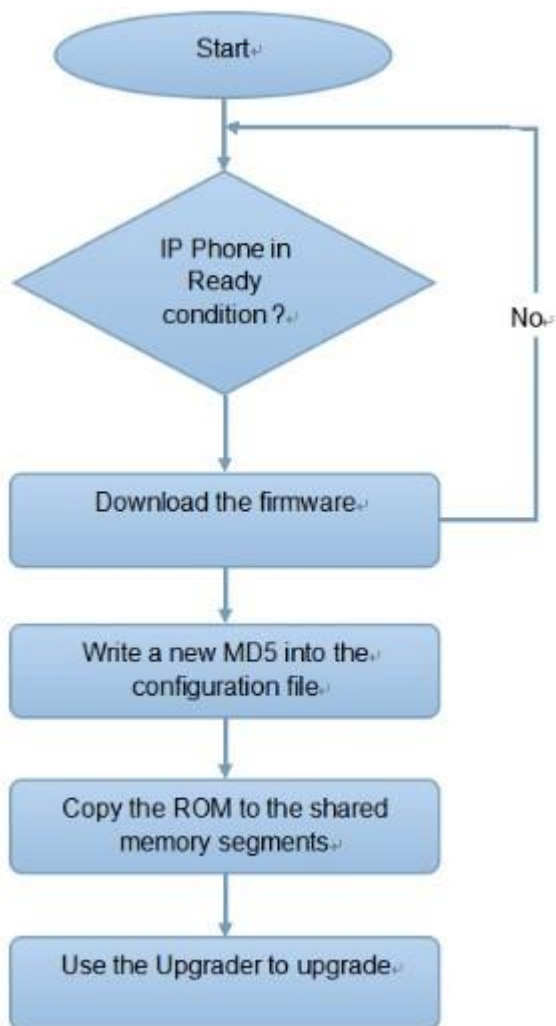 Start
IP Phone in
Ready
condition ?
No
Download the firmware
Write a new MD5 into the
configuration file
Copy the ROM to the shared
memory segments
Use the Upgrader to upgrade